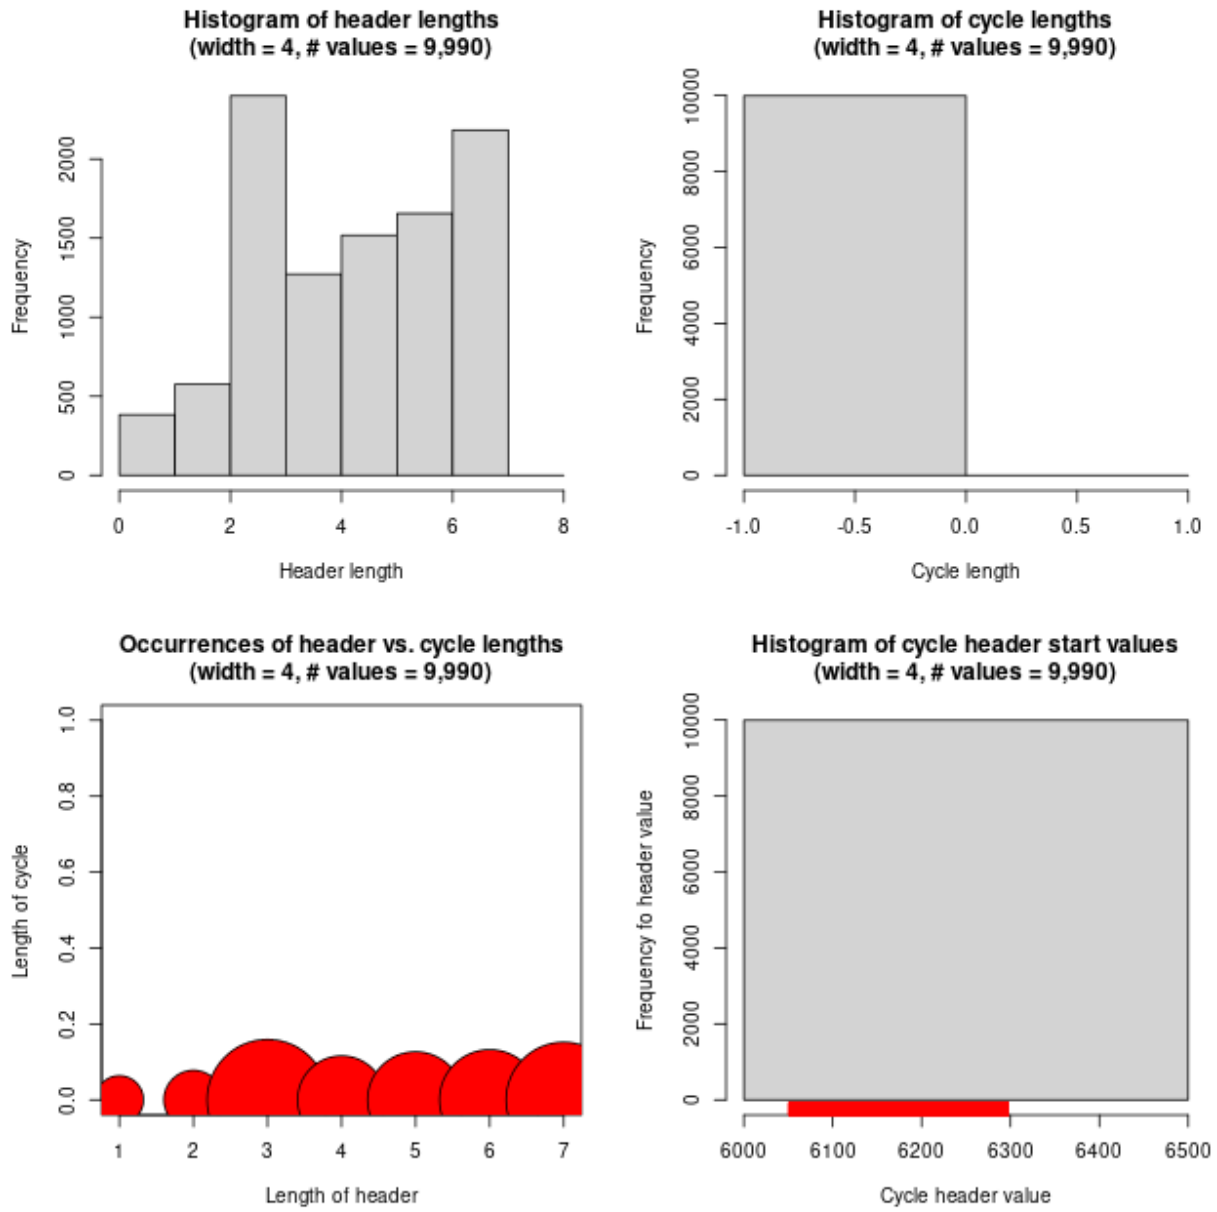 Histogram of header lengths
(width = 4, # values = 9,990)
Frequency
2000
1500
1000
500
0
0 2 4 6 8
Header length
Histogram of cycle lengths
(width = 4, # values = 9,990)
Frequency
10000
8000
6000
4000
2000
0
-1.0 -0.5 0.0 0.5 1.0
Cycle length
Occurrences of header vs. cycle lengths
(width = 4, # values = 9,990)
Length of cycle
1.0
0.8
0.6
0.4
0.2
0.0
1 2 3 4 5 6 7
Length of header
Histogram of cycle header start values
(width = 4, # values = 9,990)
Frequency fo header value
10000
8000
6000
4000
2000
0
6000 6100 6200 6300 6400 6500
Cycle header value